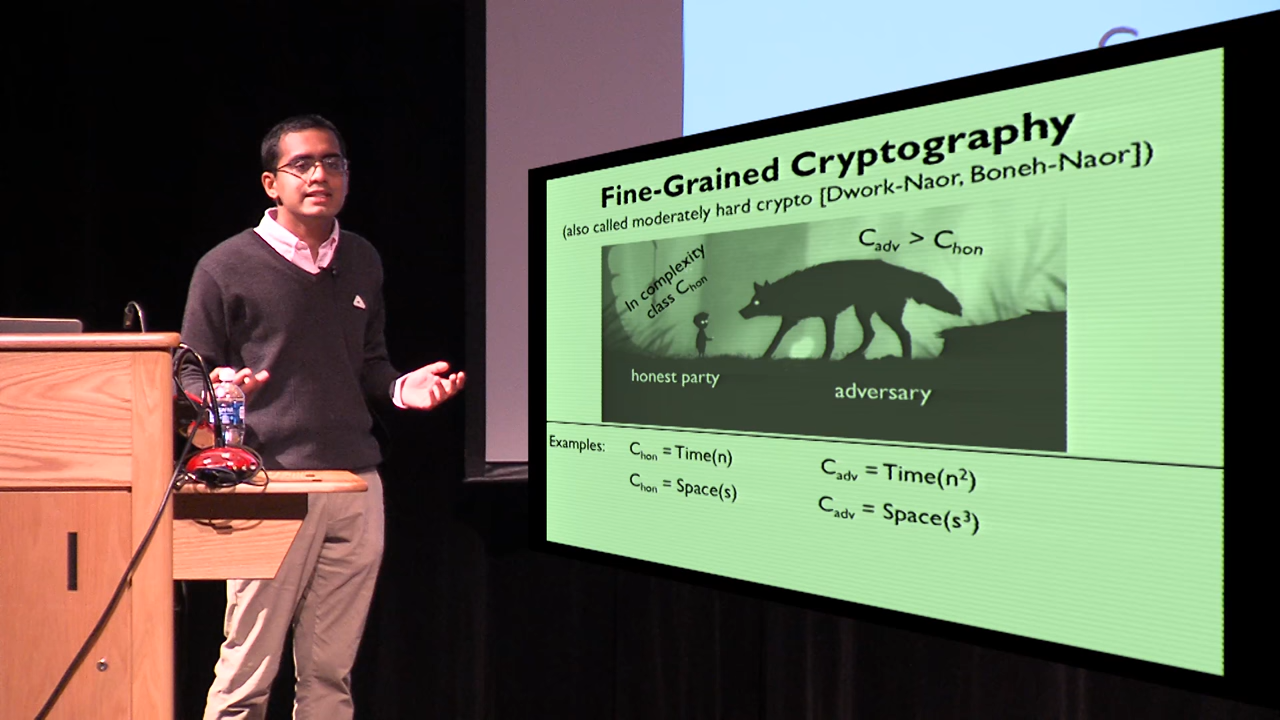 Fine-Grained Cryptography
(also called moderately hard crypto [Dwork-Naor, Boneh-Naor])
In complexity
class Chon
Cadv > Chon
honest party
adversary
Examples:
Chon = Time(n)
Cadv = Time(n²)
Chon = Space(s)
Cadv = Space(s³)